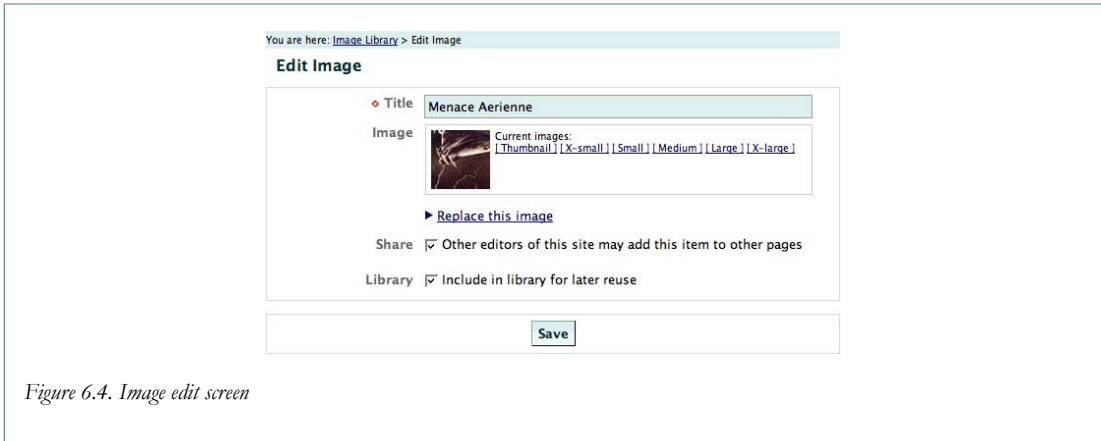 You are here: Image Library > Edit Image
Edit Image
Title
Menace Aerienne
Image
Current images:
[ Thumbnail ] [ X-small ] [ Small ] [ Medium ] [ Large ] [ X-large ]
Replace this image
Share
Other editors of this site may add this item to other pages
Library
Include in library for later reuse
Save
Figure 6.4. Image edit screen